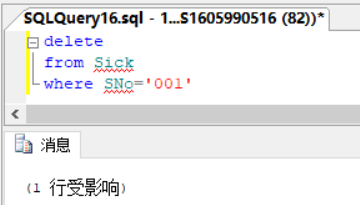 SQLQuery16.sql - 1...S1605990516 (82))*
delete
from Sick
where SNo='001'
消息
(1 行受影响)